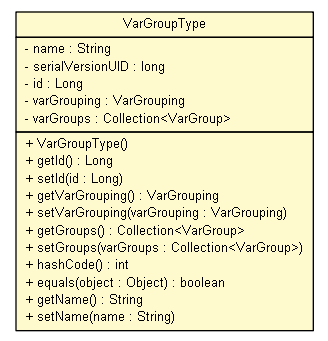 VarGroupType
- name : String
- serialVersionUID : long
- id : Long
- varGrouping : VarGrouping
- varGroups : Collection<VarGroup>
+ VarGroupType()
+ getId() : Long
+ setId(id : Long)
+ getVarGrouping() : VarGrouping
+ setVarGrouping(varGrouping : VarGrouping)
+ getGroups() : Collection<VarGroup>
+ setGroups(varGroups : Collection<VarGroup>)
+ hashCode() : int
+ equals(object : Object) : boolean
+ getName() : String
+ setName(name : String)